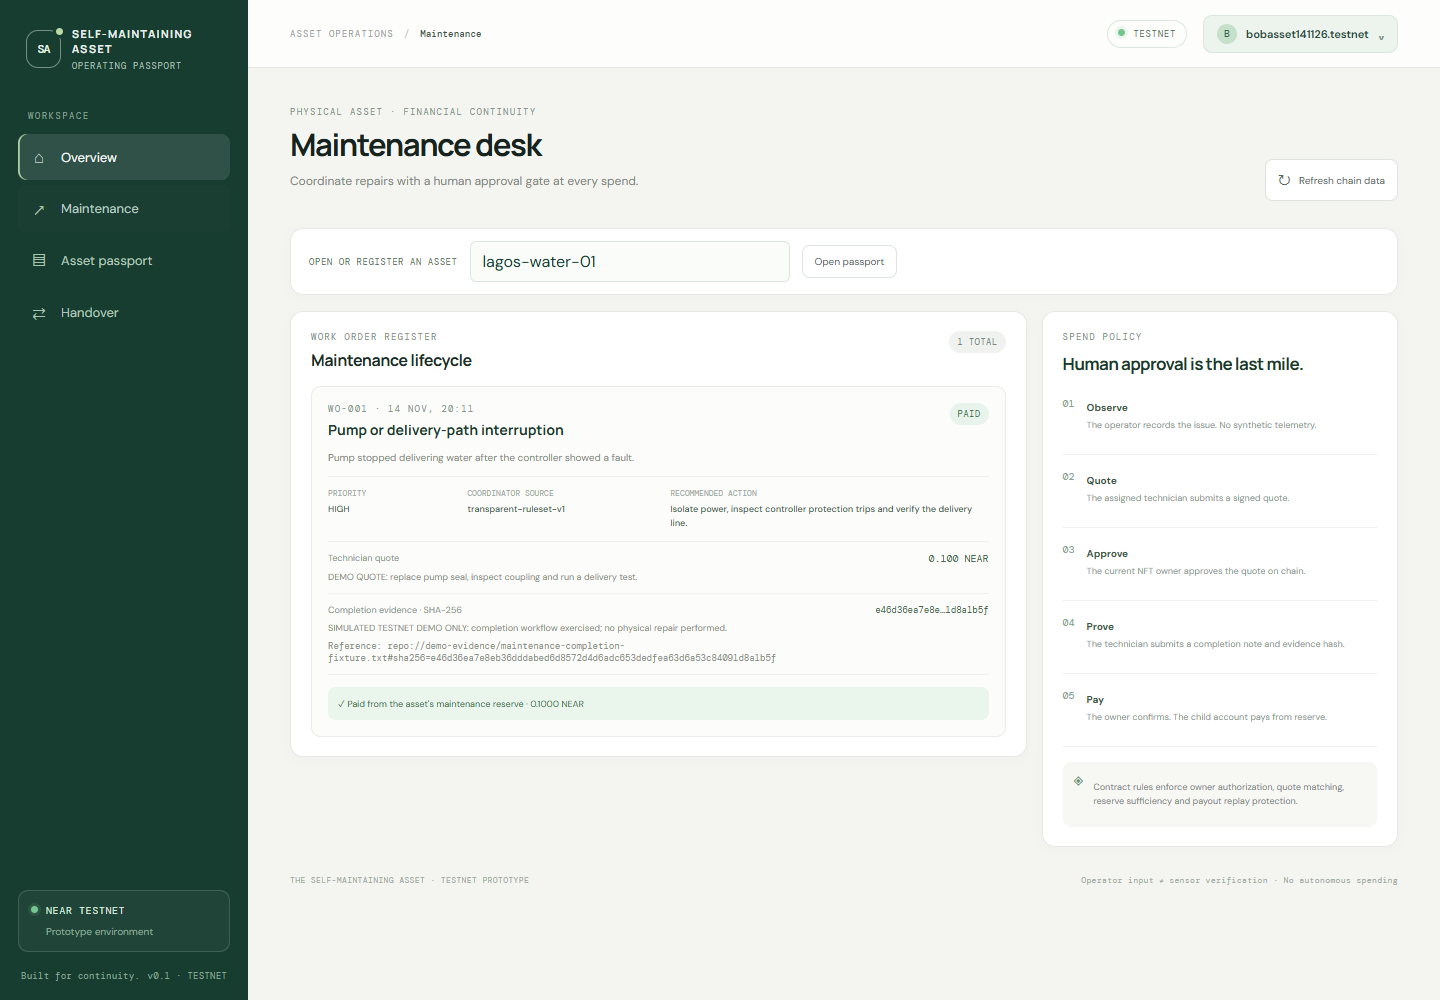 SA
SELF-MAINTAINING
ASSET
OPERATING PASSPORT
WORKSPACE
Overview
Maintenance
Asset passport
Handover
NEAR TESTNET
Prototype environment
Built for continuity. v0.1 · TESTNET
ASSET OPERATIONS / Maintenance
TESTNET
B bobasset141126.testnet
PHYSICAL ASSET · FINANCIAL CONTINUITY
Maintenance desk
Coordinate repairs with a human approval gate at every spend.
↻ Refresh chain data
OPEN OR REGISTER AN ASSET
lagos-water-01
Open passport
WORK ORDER REGISTER
Maintenance lifecycle
1 TOTAL
WO-001 · 14 NOV, 20:11
PAID
Pump or delivery-path interruption
Pump stopped delivering water after the controller showed a fault.
PRIORITY
HIGH
COORDINATOR SOURCE
transparent-ruleset-v1
RECOMMENDED ACTION
Isolate power, inspect controller protection trips and verify the delivery
line.
Technician quote
0.100 NEAR
DEMO QUOTE: replace pump seal, inspect coupling and run a delivery test.
Completion evidence · SHA-256
e46d36ea7e8e…1d8a1b5f
SIMULATED TESTNET DEMO ONLY: completion workflow exercised; no physical repair performed.
Reference: repo://demo-evidence/maintenance-completion-
fixture.txt#sha256=e46d36ea7e8eb36dddabed6d8572d4d6adc653dedfea63d6a53c84091d8a1b5f
✓ Paid from the asset's maintenance reserve · 0.1000 NEAR
SPEND POLICY
Human approval is the last mile.
01 Observe
The operator records the issue. No synthetic telemetry.
02 Quote
The assigned technician submits a signed quote.
03 Approve
The current NFT owner approves the quote on chain.
04 Prove
The technician submits a completion note and evidence hash.
05 Pay
The owner confirms. The child account pays from reserve.
Contract rules enforce owner authorization, quote matching,
reserve sufficiency and payout replay protection.
THE SELF-MAINTAINING ASSET · TESTNET PROTOTYPE
Operator input ≠ sensor verification · No autonomous spending